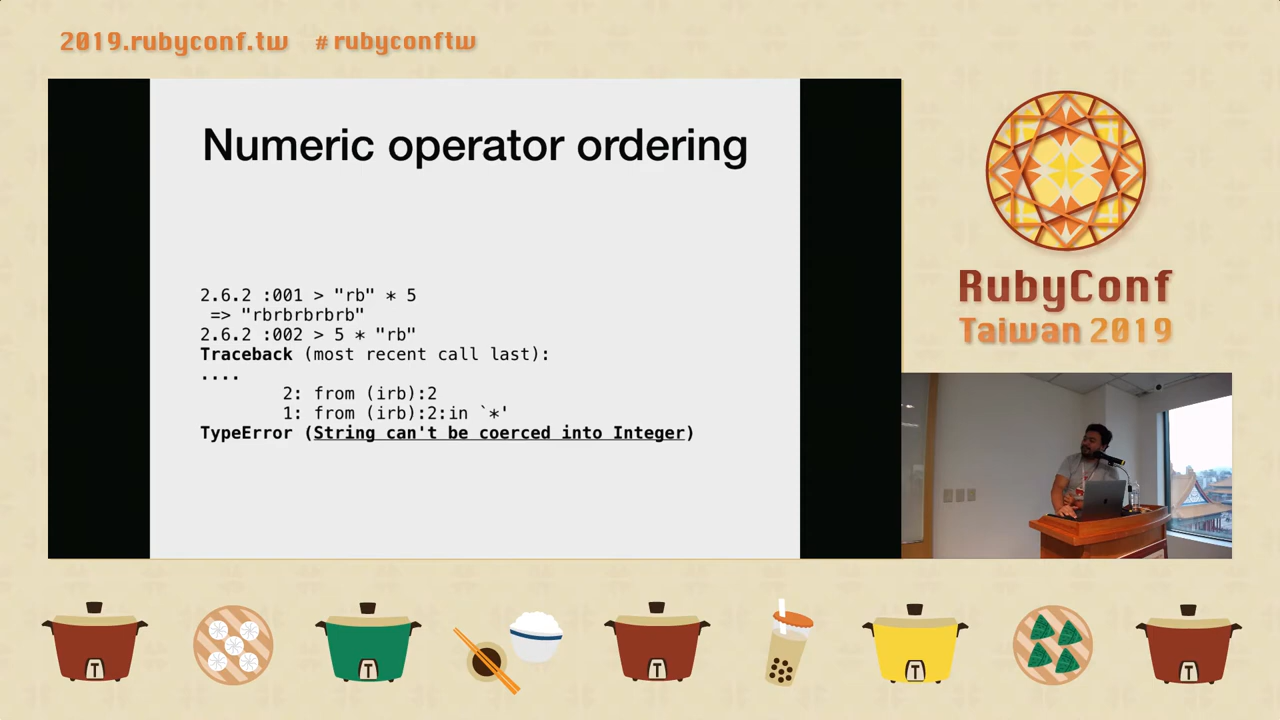 2019.rubyconf.tw # rubyconftw
Numeric operator ordering
2.6.2 :001 > "rb" * 5
=> "rbrbrbrbrb"
2.6.2 :002 > 5 * "rb"
Traceback (most recent call last):
....
2: from (irb):2
1: from (irb):2:in `*'
TypeError (String can't be coerced into Integer)
RubyConf
Taiwan 2019
T
T
T
T
T